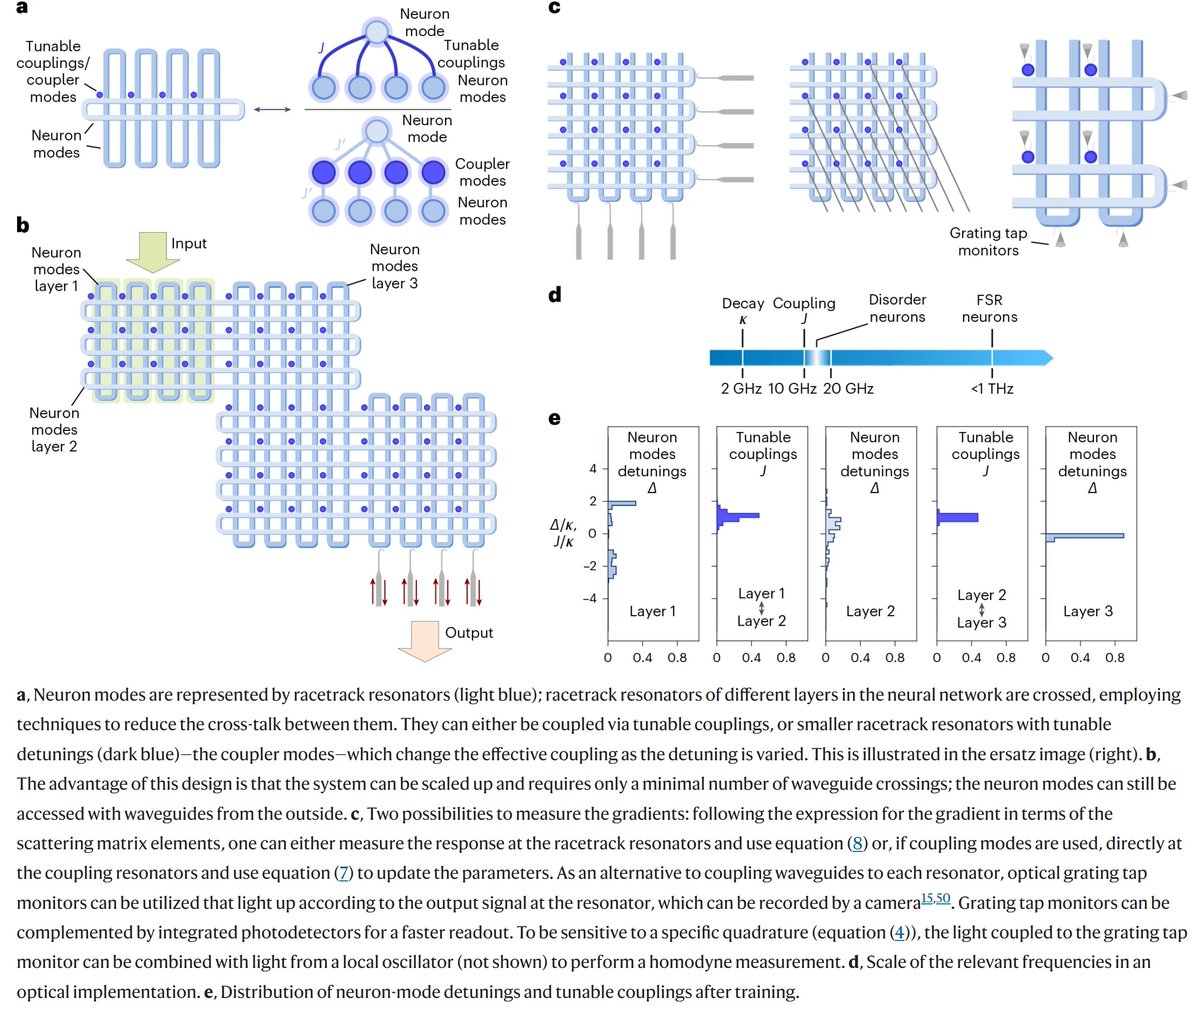 a
Tunable
couplings/
coupler
modes
Neuron
modes
Neuron
mode
J
Tunable
couplings
Neuron
modes
Neuron
mode
J′
Coupler
modes
J′
Neuron
modes
b
Input
Neuron
modes
layer 1
Neuron
modes
layer 3
Neuron
modes
layer 2
Output
c
Grating tap
monitors
d
Decay
κ
Coupling
J
Disorder
neurons
FSR
neurons
2 GHz 10 GHz 20 GHz <1 THz
e
Δ/κ,
J/κ
4
2
0
−2
−4
Neuron
modes
detunings
Δ
Layer 1
0 0.4 0.8
Tunable
couplings
J
Layer 1
Layer 2
0 0.4 0.8
Neuron
modes
detunings
Δ
Layer 2
0 0.4 0.8
Tunable
couplings
J
Layer 2
Layer 3
0 0.4 0.8
Neuron
modes
detunings
Δ
Layer 3
0 0.4 0.8
a, Neuron modes are represented by racetrack resonators (light blue); racetrack resonators of different layers in the neural network are crossed, employing
techniques to reduce the cross-talk between them. They can either be coupled via tunable couplings, or smaller racetrack resonators with tunable
detunings (dark blue)—the coupler modes—which change the effective coupling as the detuning is varied. This is illustrated in the ersatz image (right). b,
The advantage of this design is that the system can be scaled up and requires only a minimal number of waveguide crossings; the neuron modes can still be
accessed with waveguides from the outside. c, Two possibilities to measure the gradients: following the expression for the gradient in terms of the
scattering matrix elements, one can either measure the response at the racetrack resonators and use equation (8) or, if coupling modes are used, directly at
the coupling resonators and use equation (7) to update the parameters. As an alternative to coupling waveguides to each resonator, optical grating tap
monitors can be utilized that light up according to the output signal at the resonator, which can be recorded by a camera15,50. Grating tap monitors can be
complemented by integrated photodetectors for a faster readout. To be sensitive to a specific quadrature (equation (4)), the light coupled to the grating tap
monitor can be combined with light from a local oscillator (not shown) to perform a homodyne measurement. d, Scale of the relevant frequencies in an
optical implementation. e, Distribution of neuron-mode detunings and tunable couplings after training.